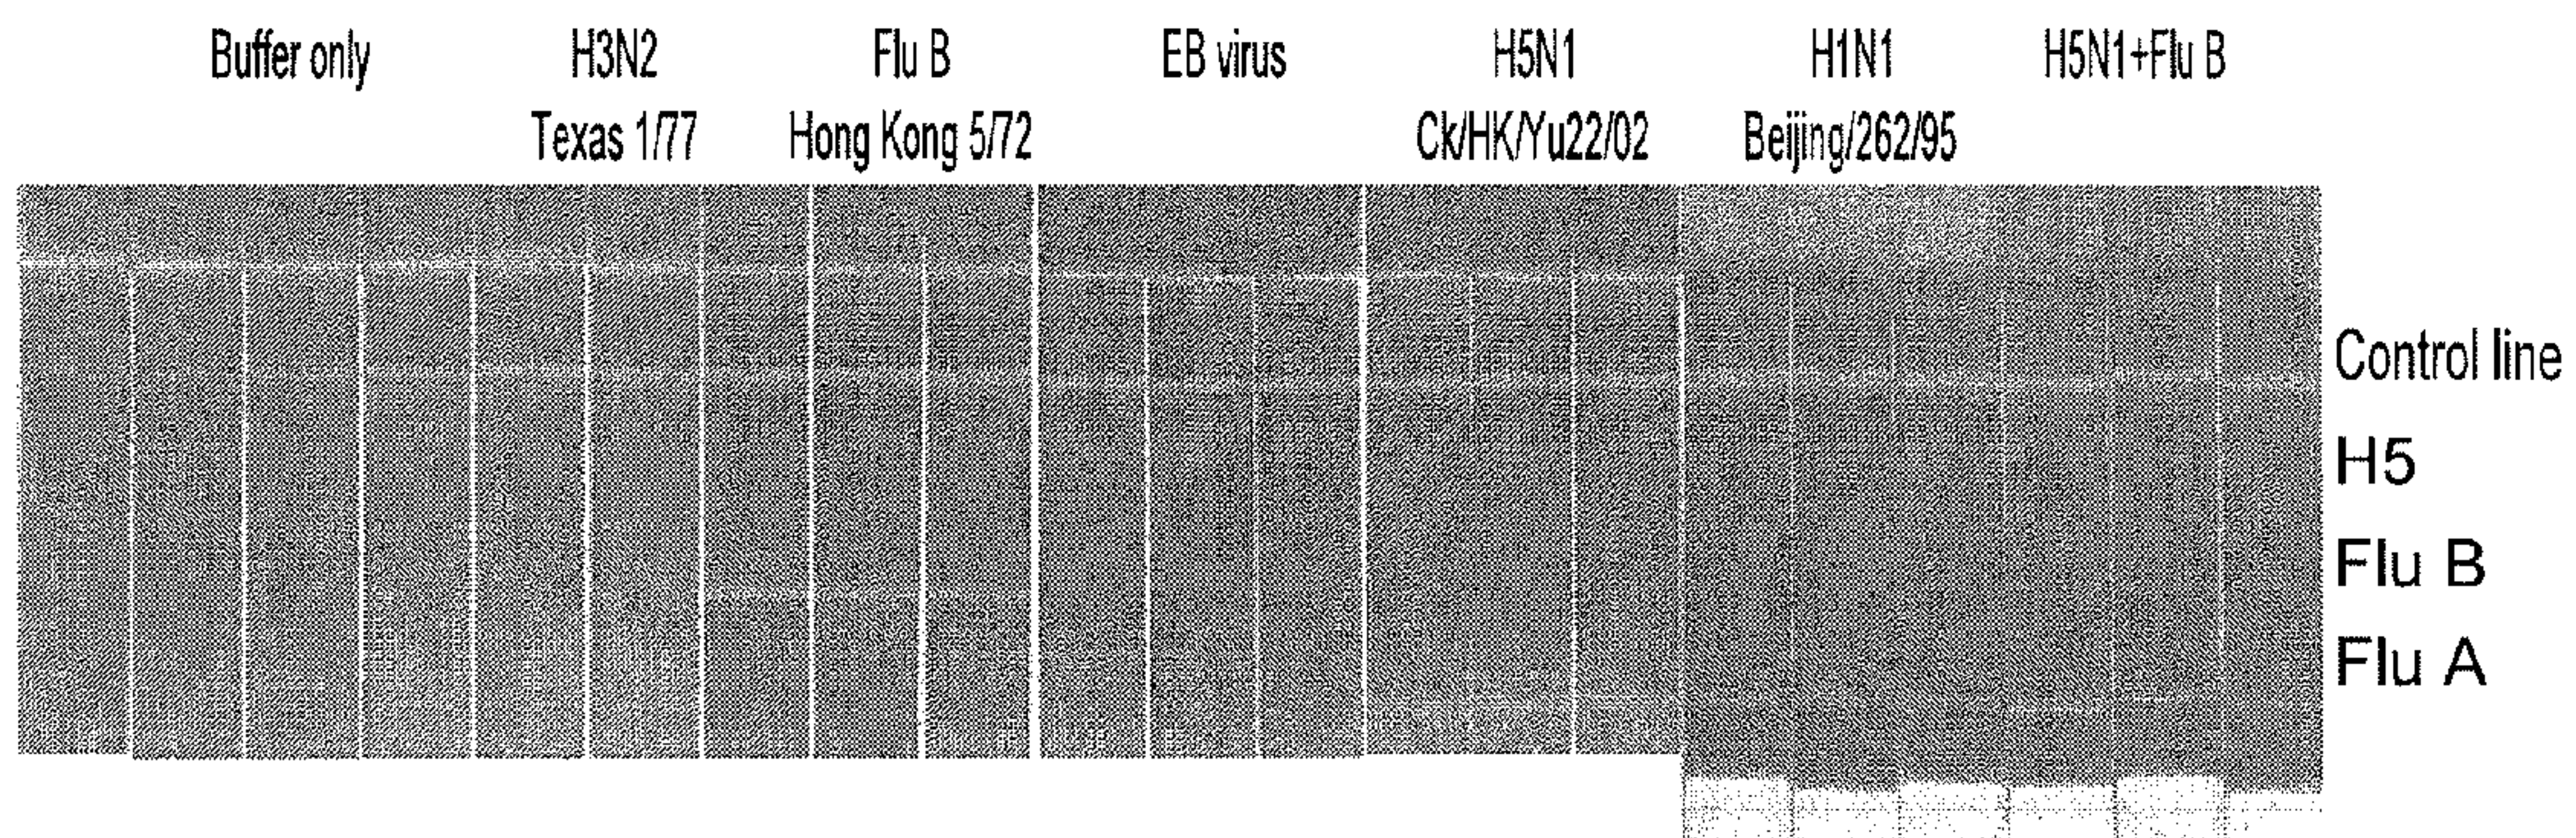 Buffer only H3N2 Flu B EB virus H5N1 H1N1 H5N1+Flu B
Texas 1/77 Hong Kong 5/72 Ck/HK/Yu22/02 Beijing/262/95
Control line
H5
Flu B
Flu A